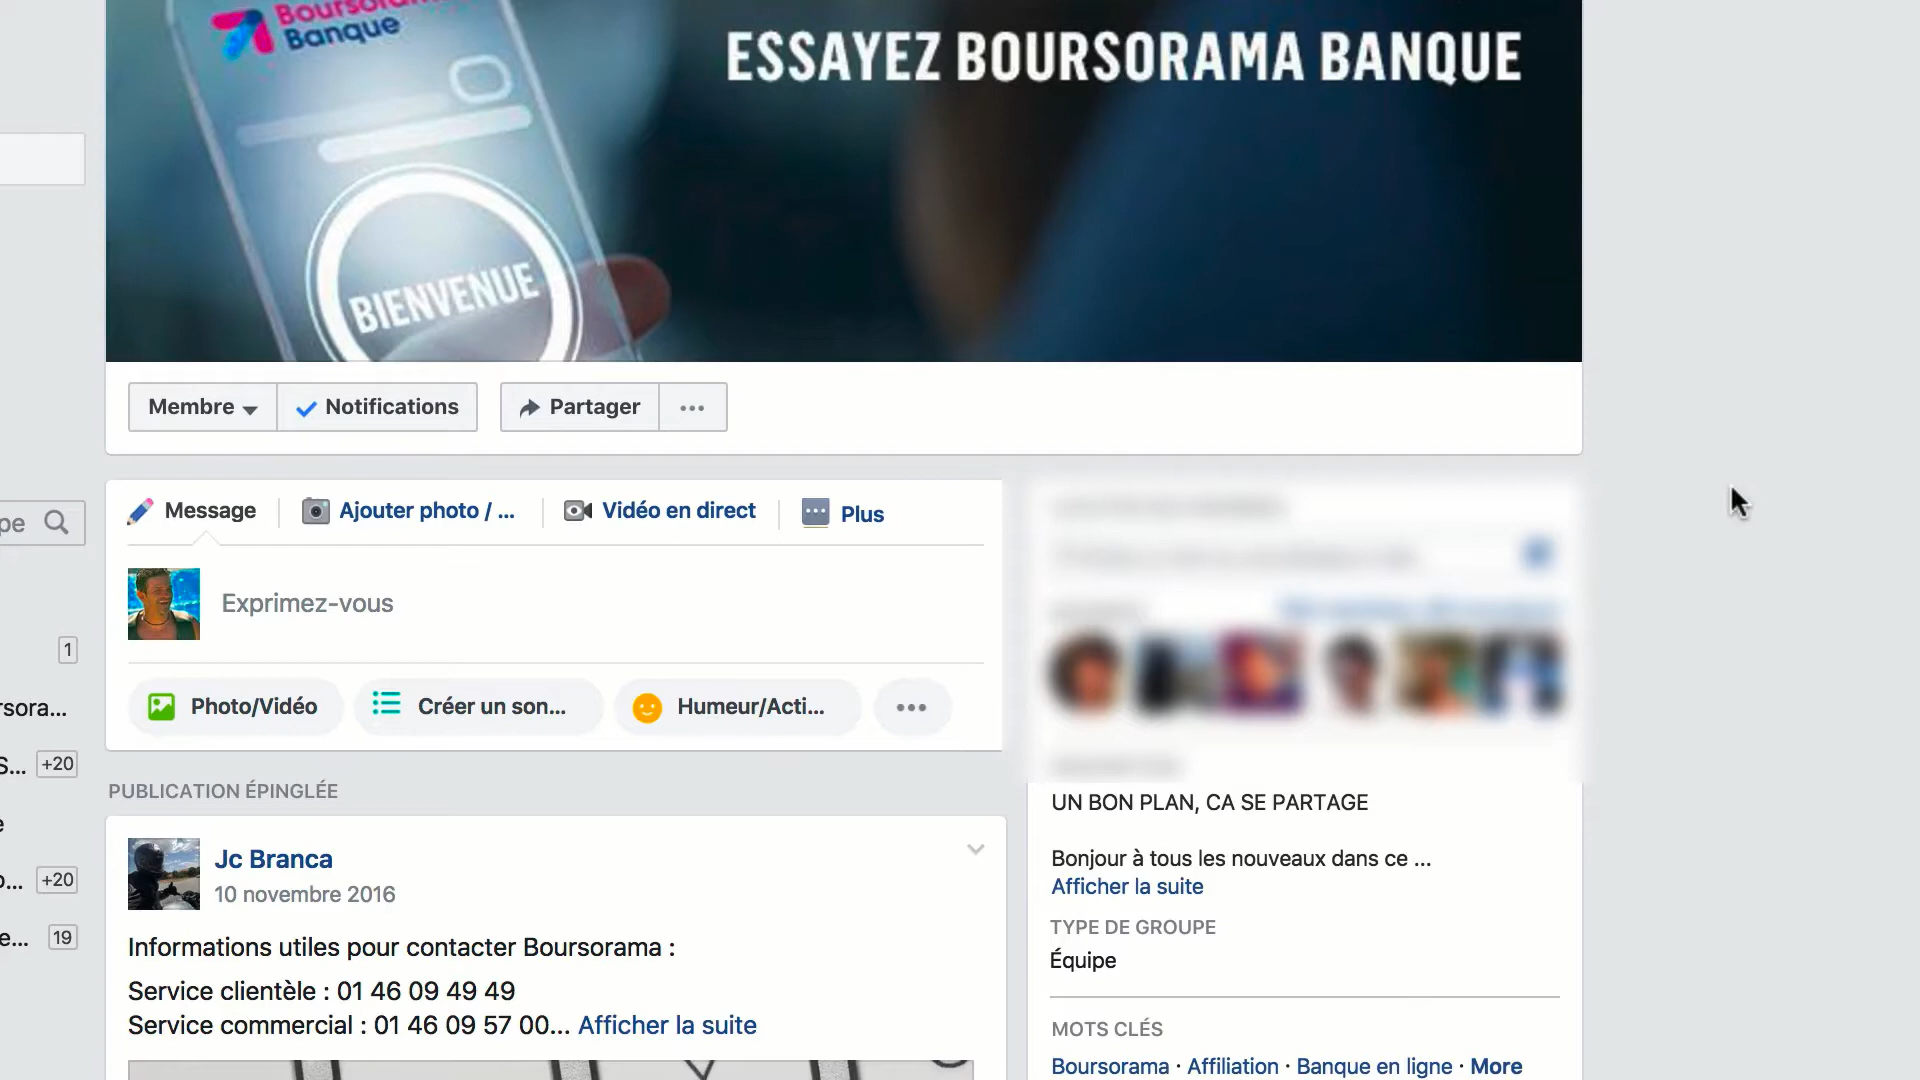 Boursorama
Banque
ESSAYEZ BOURSORAMA BANQUE
BIENVENUE
Membre
Notifications
Partager
Message
Ajouter photo / ...
Vidéo en direct
Plus
pe
Exprimez-vous
1
rsora...
Photo/Vidéo
Créer un son...
Humeur/Acti...
S... +20
PUBLICATION ÉPINGLÉE
UN BON PLAN, CA SE PARTAGE
e
Jc Branca
10 novembre 2016
Bonjour à tous les nouveaux dans ce ...
Afficher la suite
o... +20
TYPE DE GROUPE
Équipe
e... 19
Informations utiles pour contacter Boursorama :
Service clientèle : 01 46 09 49 49
Service commercial : 01 46 09 57 00... Afficher la suite
MOTS CLÉS
Boursorama · Affiliation · Banque en ligne · More